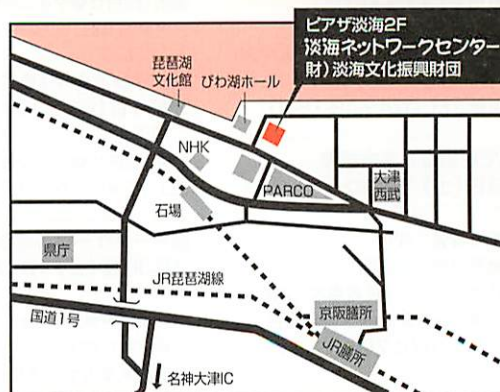 ピアザ淡海2F
淡海ネットワークセンター
財)淡海文化振興財団
琵琶湖
文化館
びわ湖ホール
NHK
PARCO
大津
西武
石場
県庁
JR琵琶湖線
国道1号
京阪膳所
JR膳所
名神大津IC